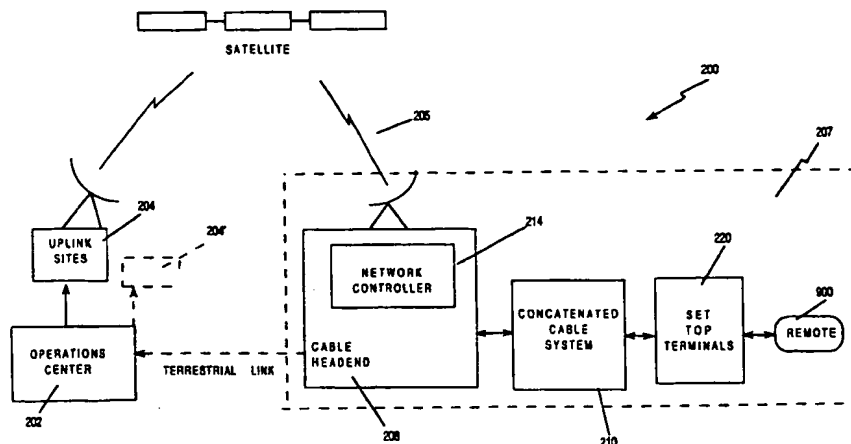 SATELLITE
200
205
207
204
UPLINK
SITES
204'
214
NETWORK
CONTROLLER
220
CABLE
HEADEND
CONCATENATED
CABLE
SYSTEM
SET
TOP
TERMINALS
900
REMOTE
OPERATIONS
CENTER
TERRESTRIAL LINK
202
208
210